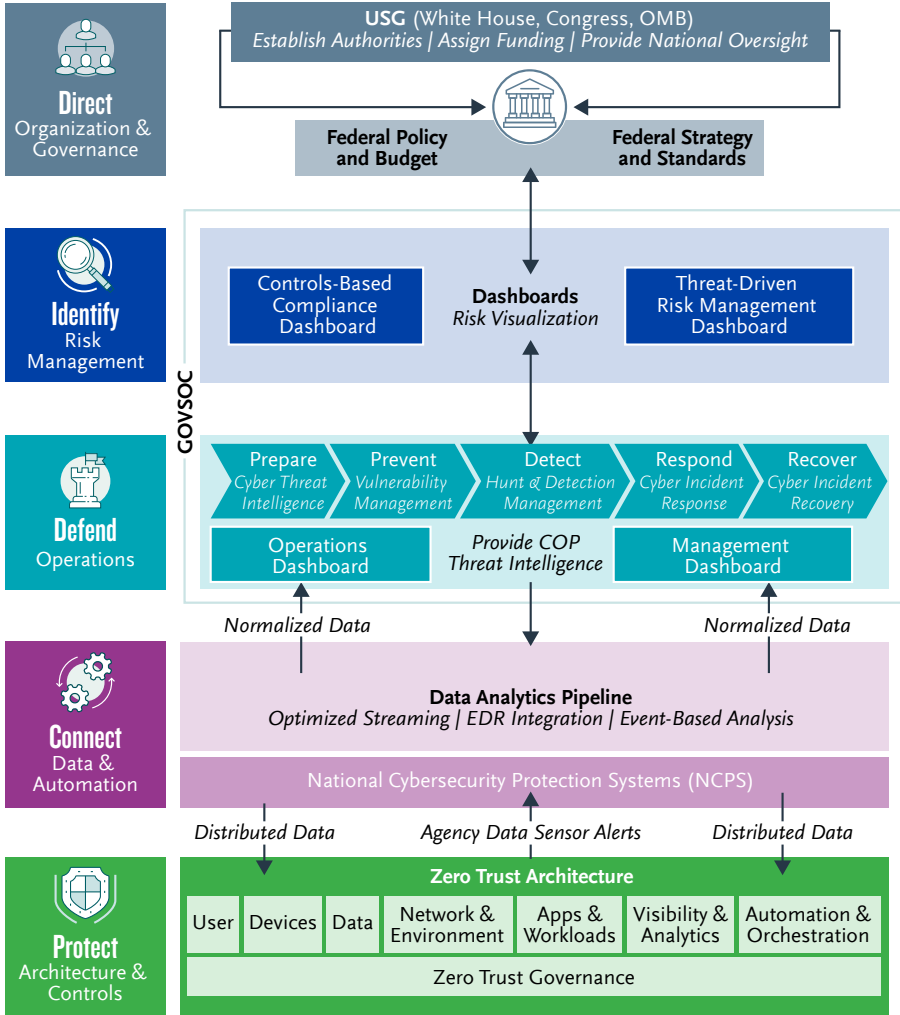 USG (White House, Congress, OMB)
Establish Authorities | Assign Funding | Provide National Oversight
Direct
Organization &
Governance
Federal Policy
and Budget
Federal Strategy
and Standards
GOVSOC
Identify
Risk
Management
Controls-Based
Compliance
Dashboard
Dashboards
Risk Visualization
Threat-Driven
Risk Management
Dashboard
Defend
Operations
Prepare
Cyber Threat
Intelligence
Prevent
Vulnerability
Management
Detect
Hunt & Detection
Management
Respond
Cyber Incident
Response
Recover
Cyber Incident
Recovery
Operations
Dashboard
Provide COP
Threat Intelligence
Management
Dashboard
Normalized Data
Normalized Data
Connect
Data &
Automation
Data Analytics Pipeline
Optimized Streaming | EDR Integration | Event-Based Analysis
National Cybersecurity Protection Systems (NCPS)
Distributed Data
Agency Data Sensor Alerts
Distributed Data
Protect
Architecture &
Controls
Zero Trust Architecture
User
Devices
Data
Network &
Environment
Apps &
Workloads
Visibility &
Analytics
Automation &
Orchestration
Zero Trust Governance